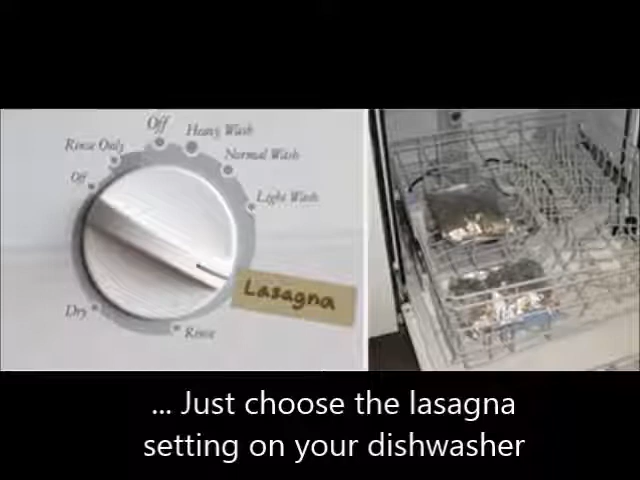 Off
Heavy Wash
Rinse Only
Normal Wash
Off
Light Wash
Lasagna
Dry
Rinse
... Just choose the lasagna
setting on your dishwasher